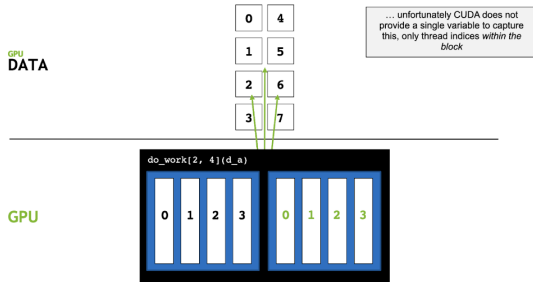 0 4
1 5
2 6
3 7
… unfortunately CUDA does not
provide a single variable to capture
this, only thread indices within the
block
GPU
DATA
do_work[2, 4](d_a)
GPU
0 1 2 3 0 1 2 3